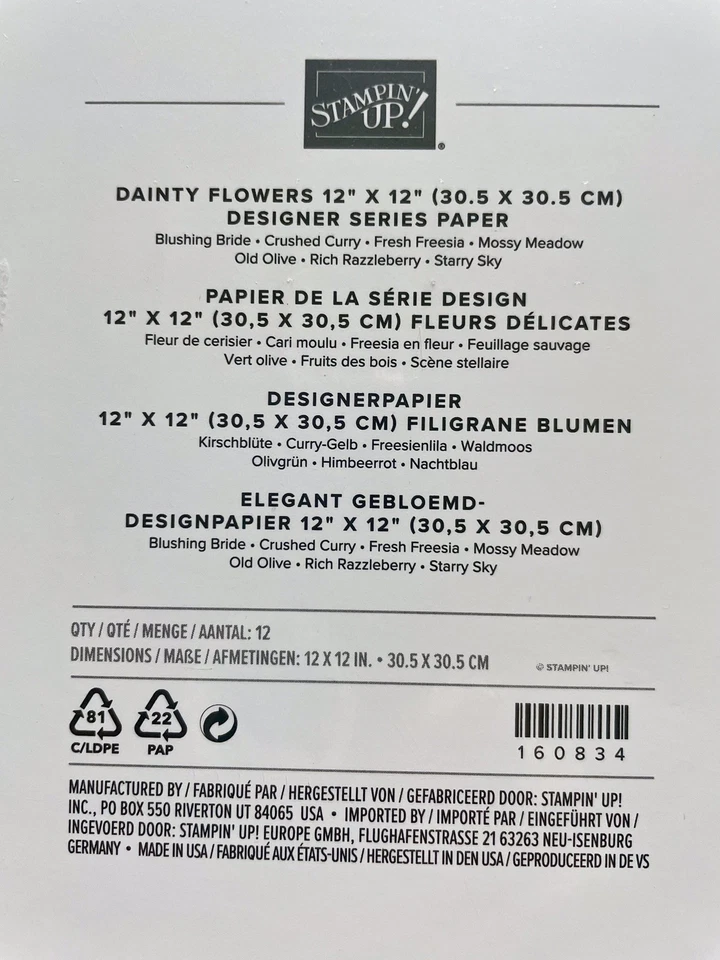 STAMPIN' UP!®
DAINTY FLOWERS 12" X 12" (30.5 X 30.5 CM)
DESIGNER SERIES PAPER
Blushing Bride • Crushed Curry • Fresh Freesia • Mossy Meadow
Old Olive • Rich Razzleberry • Starry Sky
PAPIER DE LA SÉRIE DESIGN
12" X 12" (30,5 X 30,5 CM) FLEURS DÉLICATES
Fleur de cerisier • Cari moulu • Freesia en fleur • Feuillage sauvage
Vert olive • Fruits des bois • Scène stellaire
DESIGNERPAPIER
12" X 12" (30,5 X 30,5 CM) FILIGRANE BLUMEN
Kirschblüte • Curry-Gelb • Freesienlila • Waldmoos
Olivgrün • Himbeerrot • Nachtblau
ELEGANT GEBLOEMD-
DESIGNPAPIER 12" X 12" (30,5 X 30,5 CM)
Blushing Bride • Crushed Curry • Fresh Freesia • Mossy Meadow
Old Olive • Rich Razzleberry • Starry Sky
QTY / QTÉ / MENGE / AANTAL: 12
DIMENSIONS / MAßE / AFMETINGEN: 12 X 12 IN. • 30.5 X 30.5 CM
© STAMPIN' UP!
81 22
C/LDPE PAP
160834
MANUFACTURED BY / FABRIQUÉ PAR / HERGESTELLT VON / GEFABRICEERD DOOR: STAMPIN' UP!
INC., PO BOX 550 RIVERTON UT 84065 USA • IMPORTED BY / IMPORTÉ PAR / EINGEFÜHRT VON /
INGEVOERD DOOR: STAMPIN' UP! EUROPE GMBH, FLUGHAFENSTRASSE 21 63263 NEU-ISENBURG
GERMANY • MADE IN USA / FABRIQUÉ AUX ÉTATS-UNIS / HERGESTELLT IN DEN USA / GEPRODUCEERD IN DE VS